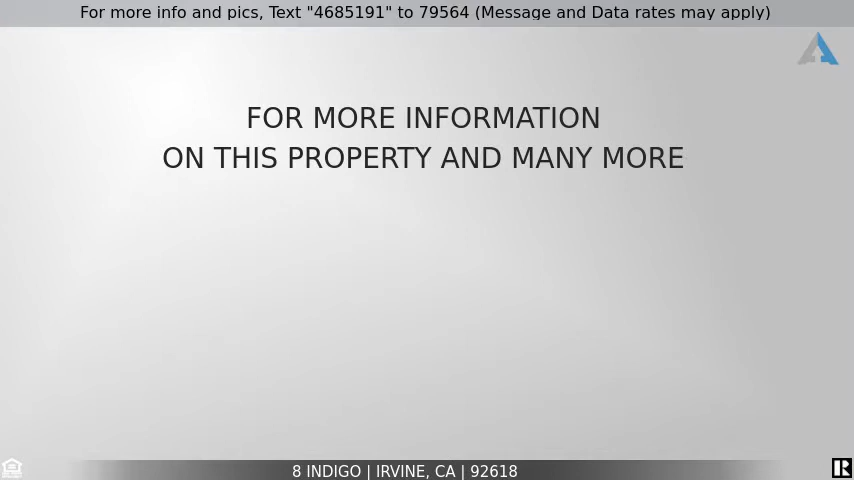 For more info and pics, Text "4685191" to 79564 (Message and Data rates may apply)
FOR MORE INFORMATION
ON THIS PROPERTY AND MANY MORE
8 INDIGO | IRVINE, CA | 92618